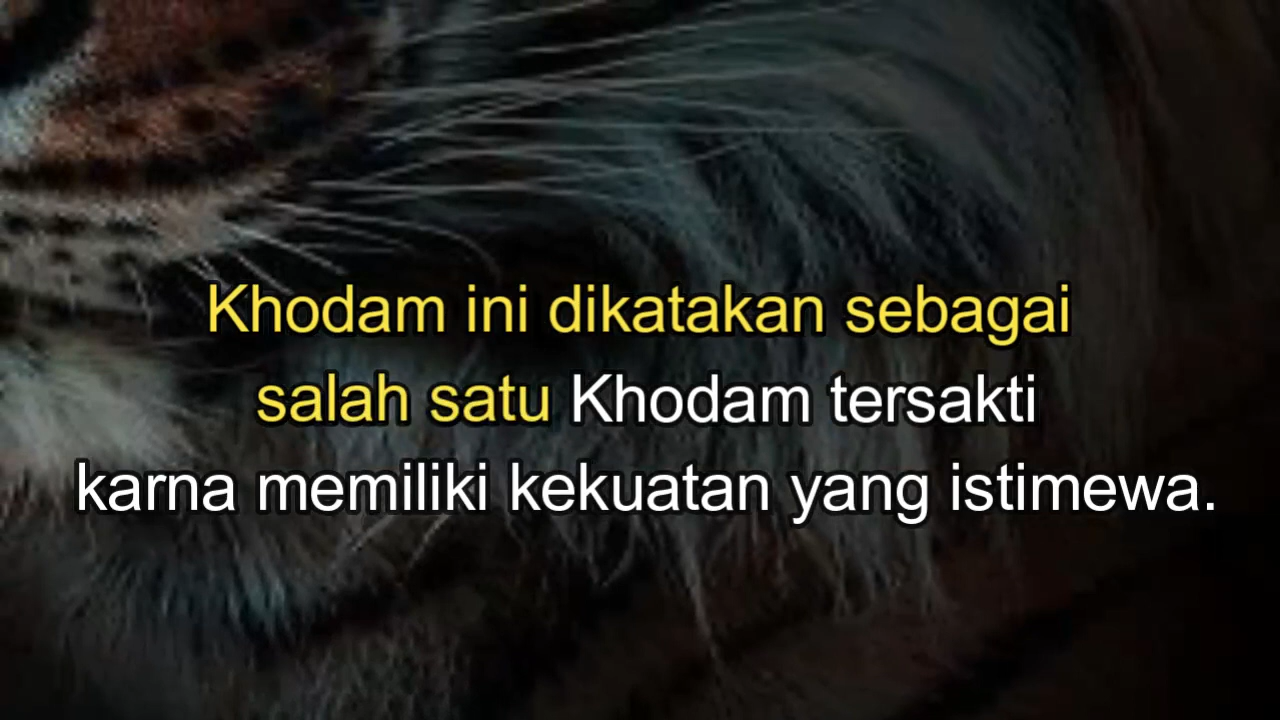 Khodam ini dikatakan sebagai
salah satu Khodam tersakti
karna memiliki kekuatan yang istimewa.